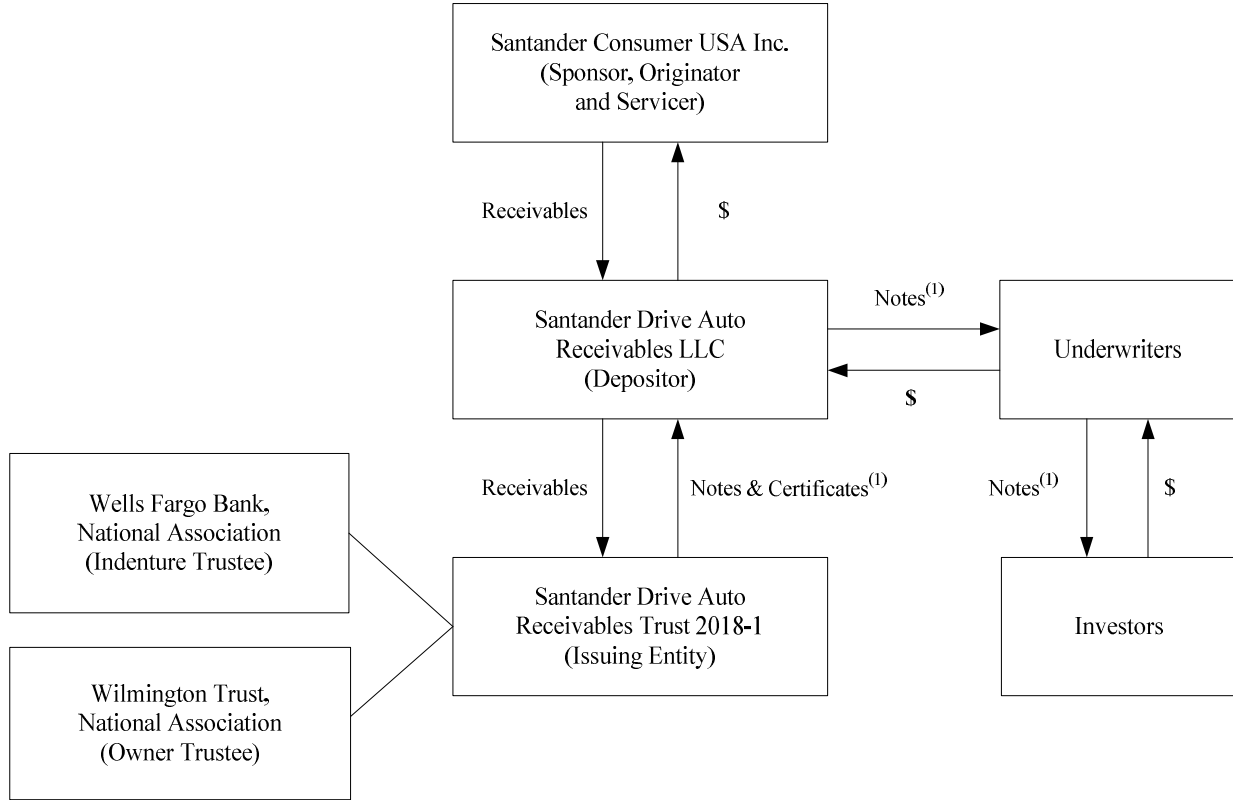 Santander Consumer USA Inc.
(Sponsor, Originator
and Servicer)
Receivables
$
Santander Drive Auto
Receivables LLC
(Depositor)
Notes(1)
$
Underwriters
Receivables
Notes & Certificates(1)
Notes(1)
$
Wells Fargo Bank,
National Association
(Indenture Trustee)
Santander Drive Auto
Receivables Trust 2018-1
(Issuing Entity)
Investors
Wilmington Trust,
National Association
(Owner Trustee)